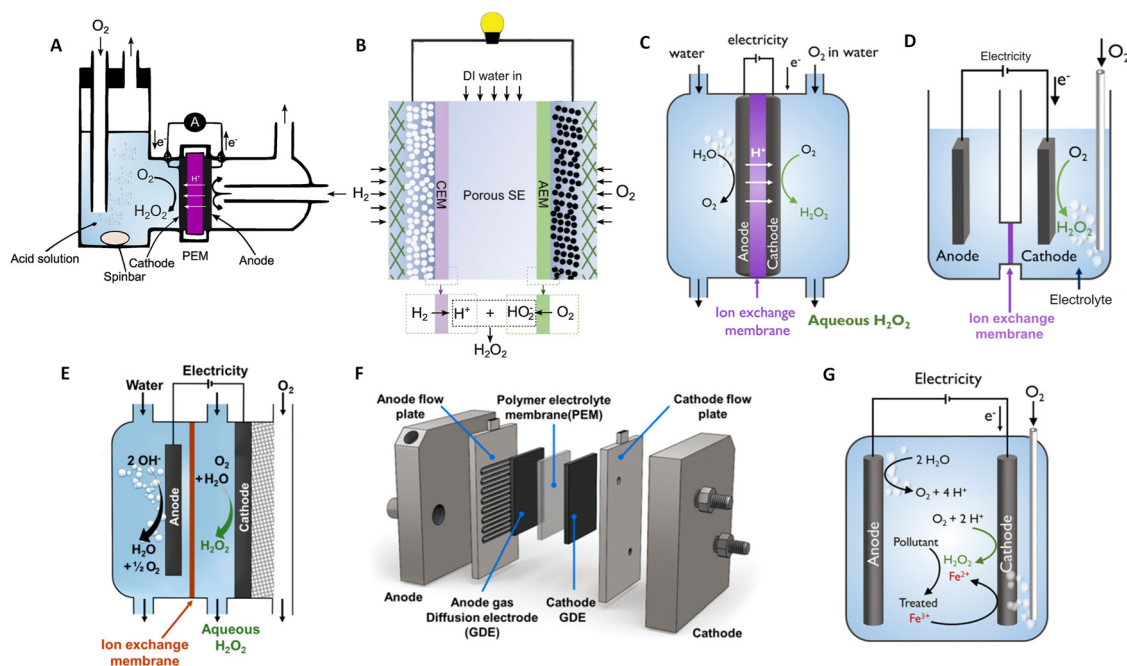 A
O₂
A
e⁻
e⁻
O₂
H⁺
H₂O₂
H₂
Acid solution
Spinbar
Cathode
PEM
Anode
B
DI water in
CEM
Porous SE
AEM
O₂
H₂
H⁺
+
HO₂⁻
O₂
H₂O₂
C
water
electricity
e⁻
O₂ in water
H₂O
H⁺
O₂
O₂
H₂O₂
Anode
Cathode
Ion exchange
membrane
Aqueous H₂O₂
D
Electricity
e⁻
O₂
O₂
H₂O₂
Anode
Cathode
Electrolyte
Ion exchange
membrane
E
Water
Electricity
O₂
2 OH⁻
O₂
+H₂O
Anode
Cathode
H₂O
+ ½ O₂
H₂O₂
Ion exchange
membrane
Aqueous
H₂O₂
F
Anode flow
plate
Polymer electrolyte
membrane(PEM)
Cathode flow
plate
Anode
Anode gas
Diffusion electrode
(GDE)
Cathode
GDE
Cathode
G
Electricity
e⁻
O₂
2 H₂O
O₂ + 4 H⁺
O₂ + 2 H⁺
Anode
Cathode
Pollutant
H₂O₂
Fe²⁺
Treated
Fe³⁺